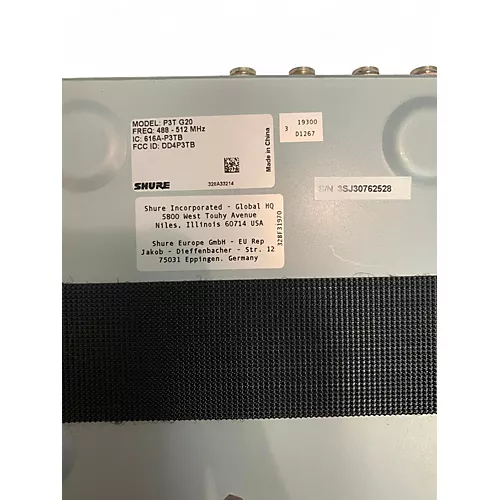 MODEL: P3T G20
FREQ: 488 - 512 MHz
IC: 616A-P3TB
FCC ID: DD4P3TB
SHURE
328A33214
Made in China
3 19300
D1267
S/N 3SJ30762528
Shure Incorporated - Global HQ
5800 West Touhy Avenue
Niles, Illinois 60714 USA
Shure Europe GmbH - EU Rep
Jakob - Dieffenbacher - Str. 12
75031 Eppingen, Germany
32BF31970